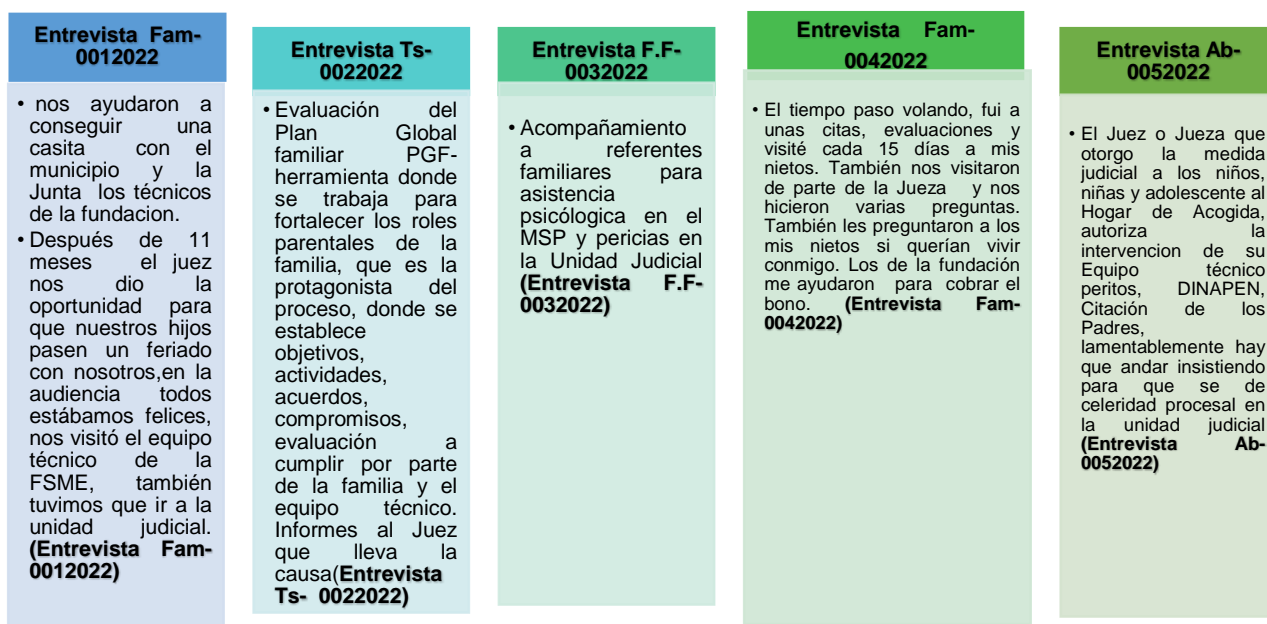 Entrevista Fam-
0012022
• nos ayudaron a
conseguir una
casita con el
municipio y la
Junta los técnicos
de la fundacion.
• Después de 11
meses el juez
nos dio la
oportunidad para
que nuestros hijos
pasen un feriado
con nosotros,en la
audiencia todos
estábamos felices,
nos visitó el equipo
técnico de la
FSME, también
tuvimos que ir a la
unidad judicial.
(Entrevista Fam-
0012022)
Entrevista Ts-
0022022
• Evaluación del
Plan Global
familiar PGF-
herramienta donde
se trabaja para
fortalecer los roles
parentales de la
familia, que es la
protagonista del
proceso, donde se
establece
objetivos,
actividades,
acuerdos,
compromisos,
evaluación a
cumplir por parte
de la familia y el
equipo técnico.
Informes al Juez
que lleva la
causa(Entrevista
Ts- 0022022)
Entrevista F.F-
0032022
• Acompañamiento
a referentes
familiares para
asistencia
psicólogica en el
MSP y pericias en
la Unidad Judicial
(Entrevista F.F-
0032022)
Entrevista Fam-
0042022
• El tiempo paso volando, fui a
unas citas, evaluaciones y
visité cada 15 días a mis
nietos. También nos visitaron
de parte de la Jueza y nos
hicieron varias preguntas.
También les preguntaron a los
mis nietos si querían vivir
conmigo. Los de la fundación
me ayudaron para cobrar el
bono. (Entrevista Fam-
0042022)
Entrevista Ab-
0052022
• El Juez o Jueza que
otorgo la medida
judicial a los niños,
niñas y adolescente al
Hogar de Acogida,
autoriza la
intervencion de su
Equipo técnico
peritos, DINAPEN,
Citación de los
Padres,
lamentablemente hay
que andar insistiendo
para que se de
celeridad procesal en
la unidad judicial
(Entrevista Ab-
0052022)